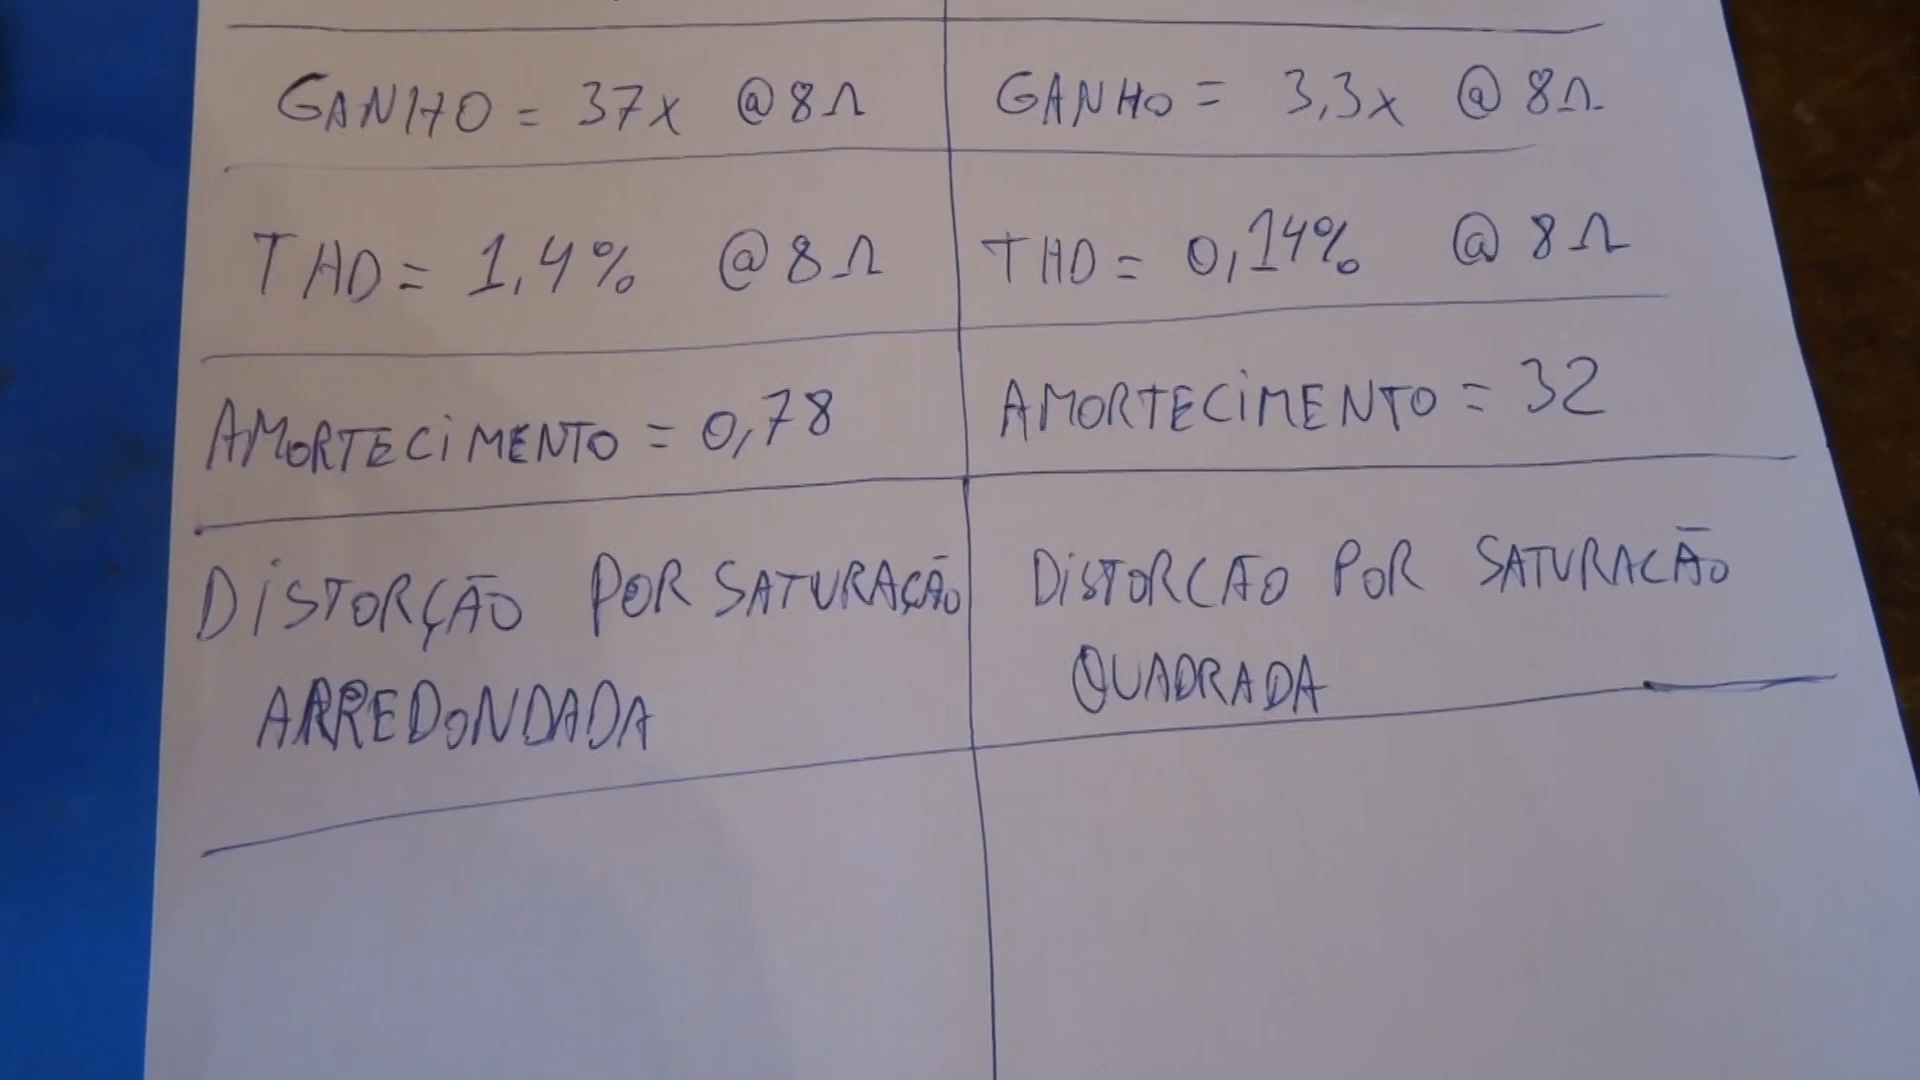 GANHO = 37x @ 8Ω
GANHO = 3,3x @ 8Ω
THD = 1,4% @ 8Ω
THD = 0,14% @ 8Ω
AMORTECiMENTO = 0,78
AMORTECiMENTO = 32
DiSTORÇÃO POR SATURAÇÃO
ARREDONDADA
DiSTORCÃO POR SATURACÃO
QUADRADA